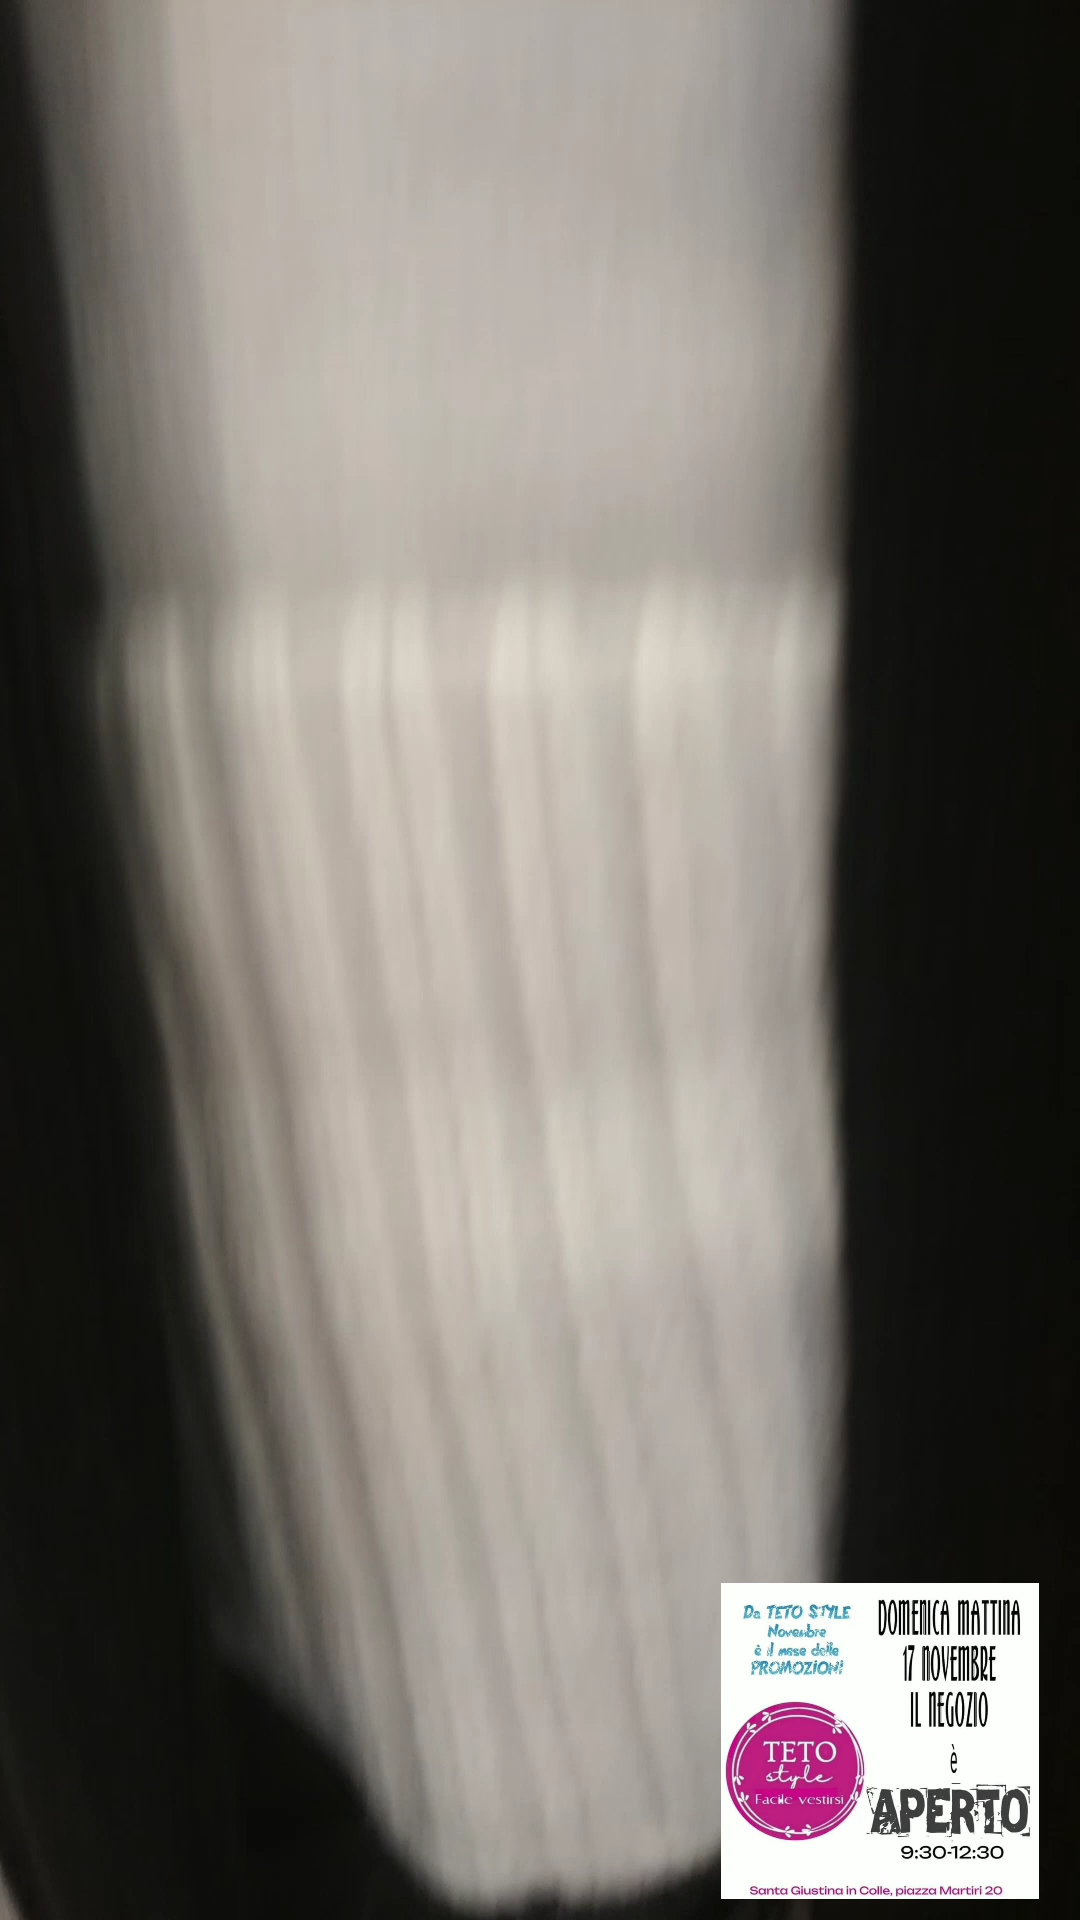 Da TETO STYLE
Novembre
è il mese delle
PROMOZIONI
TETO
style
Facile vestirsi
DOMENICA MATTINA
17 NOVEMBRE
IL NEGOZIO
è
APERTO
9:30-12:30
Santa Giustina in Colle, piazza Martiri 20